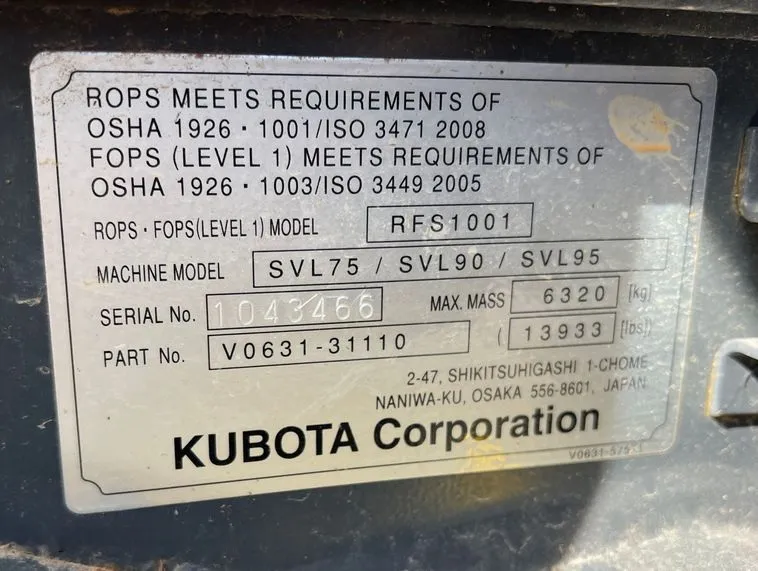 ROPS MEETS REQUIREMENTS OF
OSHA 1926・1001/ISO 3471 2008
FOPS (LEVEL 1) MEETS REQUIREMENTS OF
OSHA 1926・1003/ISO 3449 2005
ROPS・FOPS(LEVEL 1) MODEL RFS1001
MACHINE MODEL SVL75 / SVL90 / SVL95
SERIAL No. 1043466 MAX. MASS 6320 [kg]
PART No. V0631-31110 ( 13933 [lbs])
2-47, SHIKITSUHIGASHI 1-CHOME
NANIWA-KU, OSAKA 556-8601, JAPAN
KUBOTA Corporation